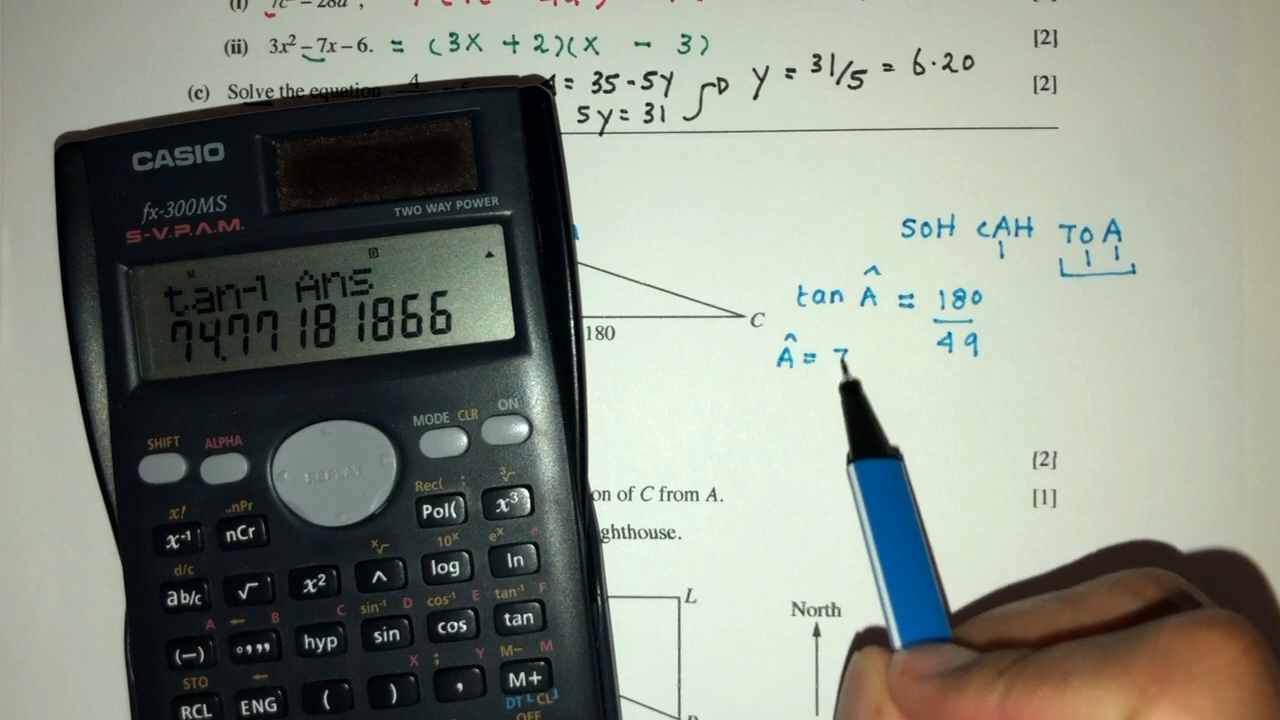 (i)
(ii) 3x² – 7x – 6. = (3x + 2)(x - 3) [2]
(c) Solve the equation 4 = 35 - 5y y = 31/5 = 6.20 [2]
5y = 31
CASIO
fx-300MS
S-V.P.A.M.
TWO WAY POWER
M D
tan-1 Ans
74.77181866
SOH CAH TOA
tan Â = 180
49
180 C
Â = 7
MODE CLR ON
SHIFT ALPHA
[2]
on of C from A. [1]
ghthouse.
L
North
REPLAY
x! nPr Rec( ; ³√
x⁻¹ nCr Pol( x³
d/c ˣ√ 10ˣ eˣ e
ab/c √ x² ^ log ln
A ← B C sin⁻¹ D cos⁻¹ E tan⁻¹ F
(–) °,,, hyp sin cos tan
STO ← X ; Y M– M
RCL ENG ( ) , M+
DT CL
OFF